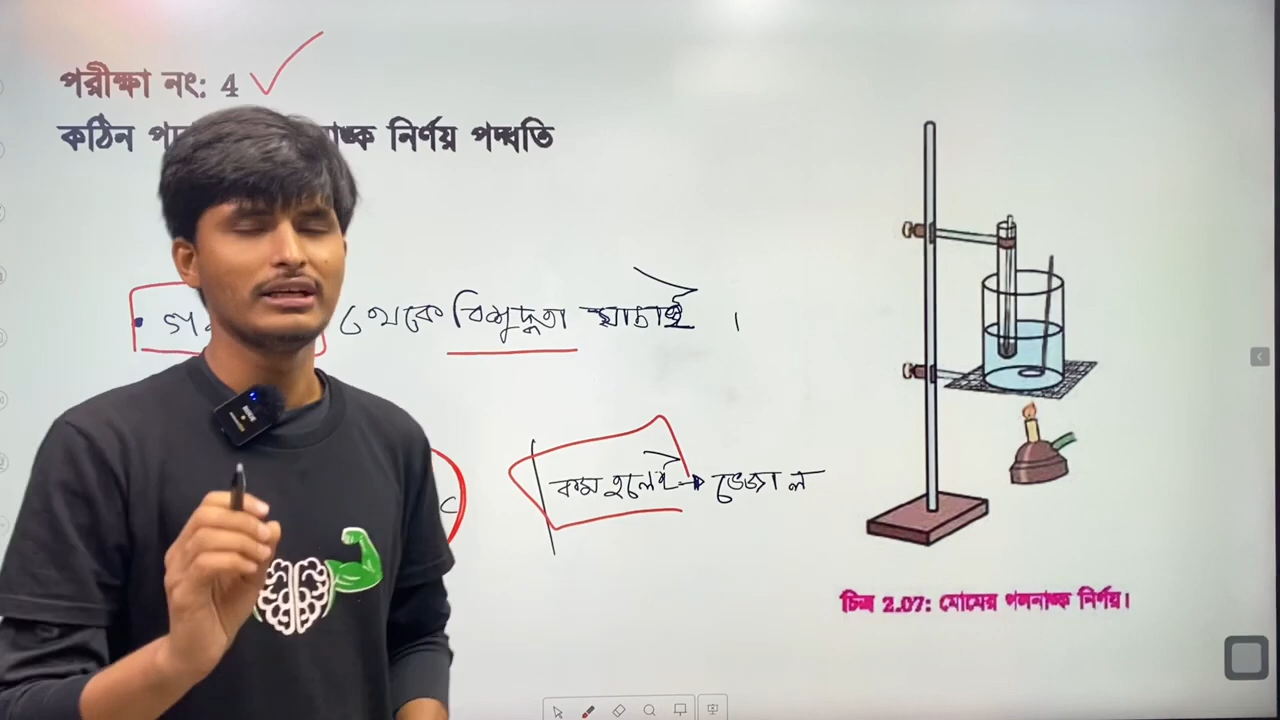 পরীক্ষা নং: 4
কঠিন নির্ণয় পদ্ধতি
থেকে বিশুদ্ধতা যাচাই ।
কম হলেই → ভেজাল
C
চিত্র 2.07: মোমের গলনাঙ্ক নির্ণয়।